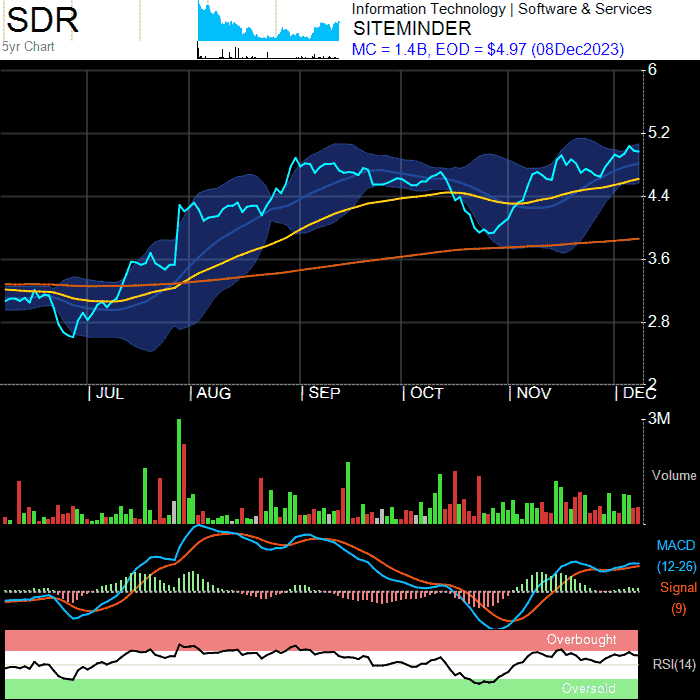 SDR
5yr Chart
Information Technology | Software & Services
SITEMINDER
MC = 1.4B, EOD = $4.97 (08Dec2023)
6
5.2
4.4
3.6
2.8
2
| JUL | AUG | SEP | OCT | NOV | DEC
3M
Volume
MACD
(12-26)
Signal
(9)
Overbought
RSI(14)
Oversold